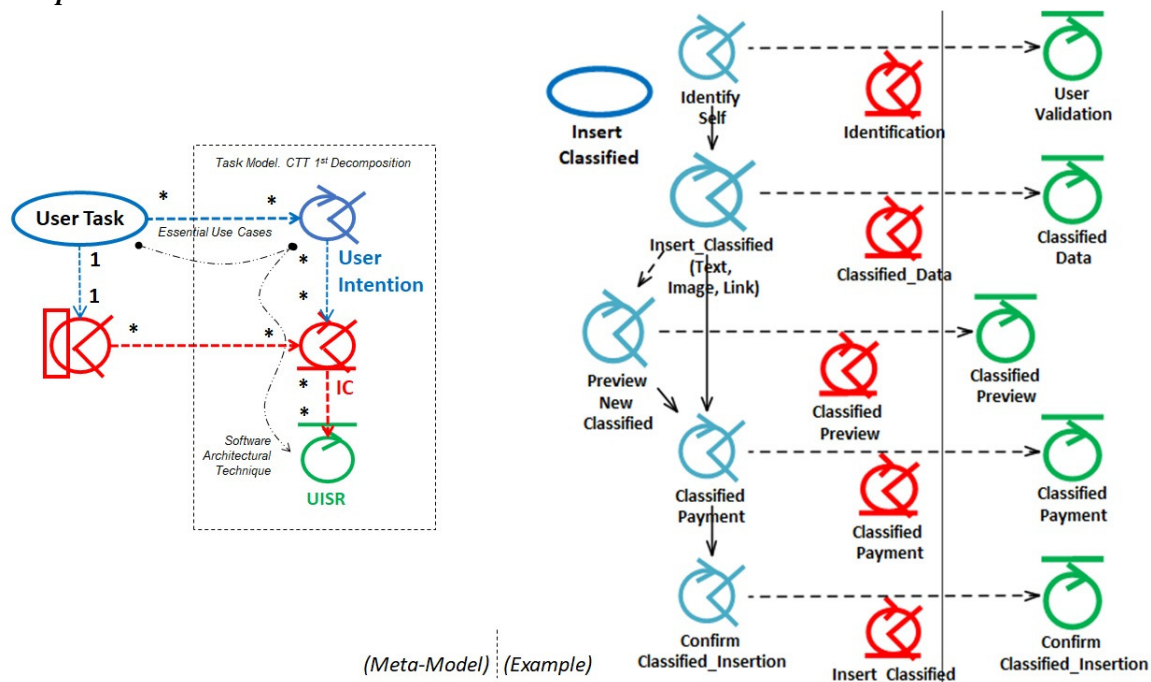 Task Model. CTT 1st Decomposition
User Task
*
*
Essential Use Cases
1
1
*
*
User
Intention
*
*
IC
*
*
Software
Architectural
Technique
UISR
(Meta-Model)
(Example)
Insert
Classified
Identify
Self
Identification
User
Validation
Insert_Classified
(Text,
Image, Link)
Classified_Data
Classified
Data
Preview
New
Classified
Classified
Preview
Classified
Preview
Classified
Payment
Classified
Payment
Classified
Payment
Confirm
Classified_Insertion
Insert_Classified
Confirm
Classified_Insertion